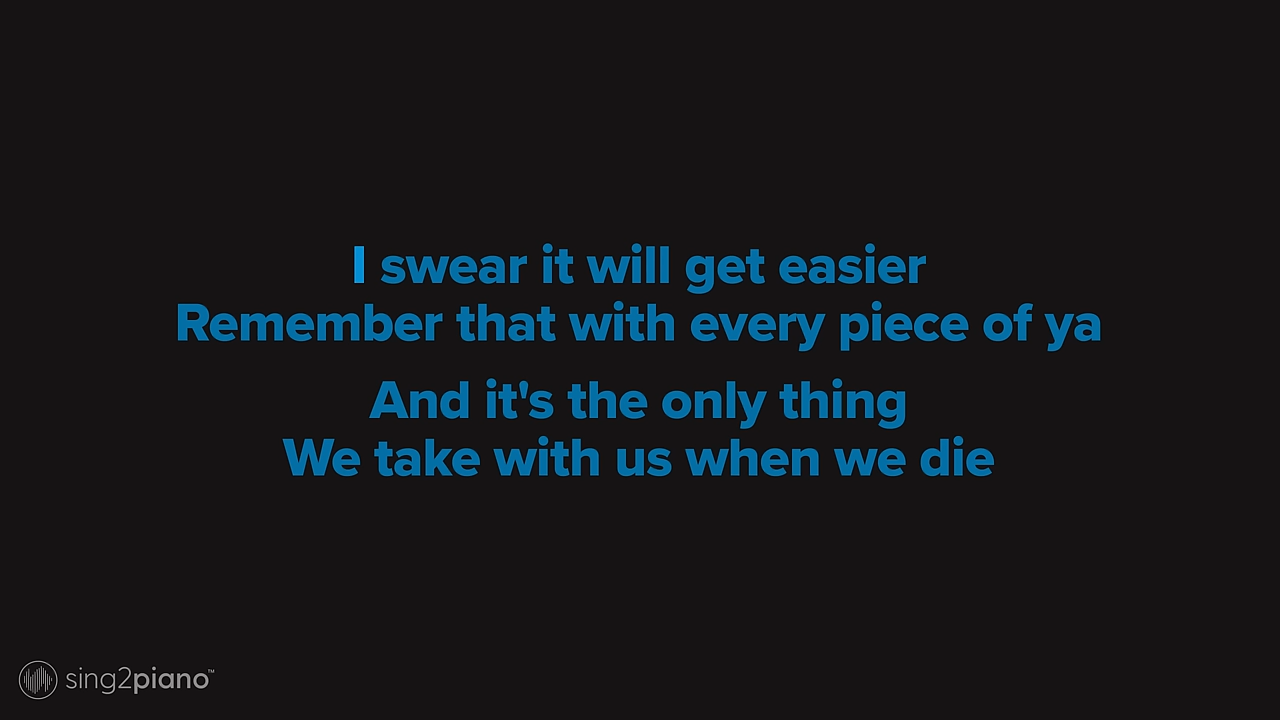 I swear it will get easier
Remember that with every piece of ya
And it's the only thing
We take with us when we die
sing2piano™